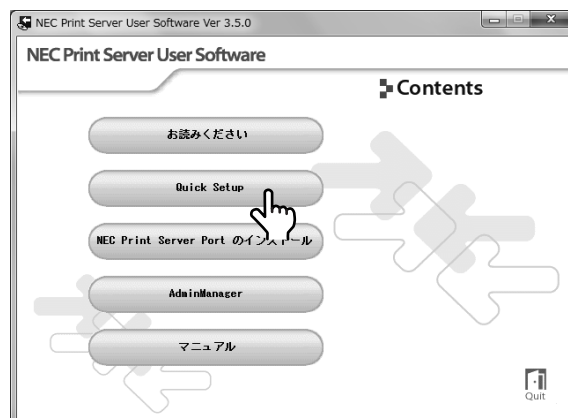 NEC Print Server User Software Ver 3.5.0
NEC Print Server User Software
Contents
お読みください
Quick Setup
NEC Print Server Port のインストール
AdminManager
マニュアル
Quit